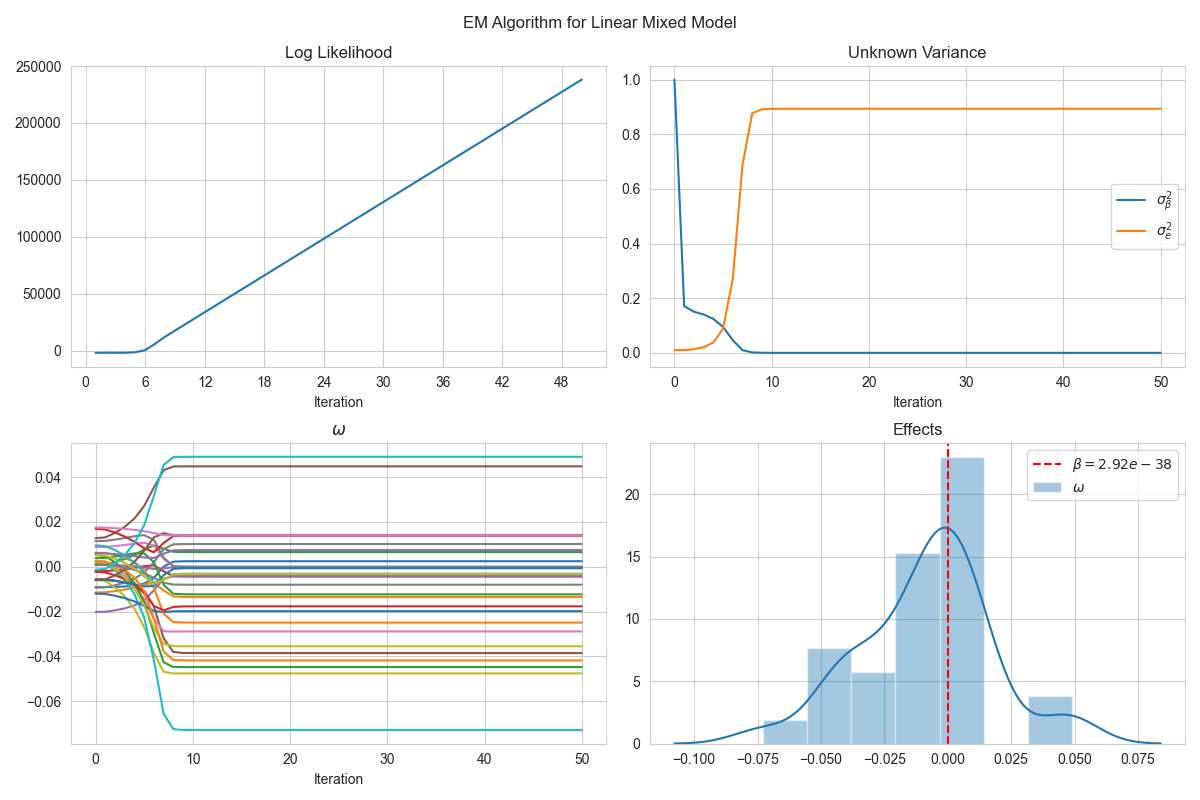 EM Algorithm for Linear Mixed Model
Log Likelihood
250000
200000
150000
100000
50000
0
0 6 12 18 24 30 36 42 48
Iteration
Unknown Variance
1.0
0.8
0.6
0.4
0.2
0.0
σ²β
σ²e
0 10 20 30 40 50
Iteration
ω
0.04
0.02
0.00
−0.02
−0.04
−0.06
0 10 20 30 40 50
Iteration
Effects
20
15
10
5
0
β = 2.92e − 38
ω
−0.100 −0.075 −0.050 −0.025 0.000 0.025 0.050 0.075